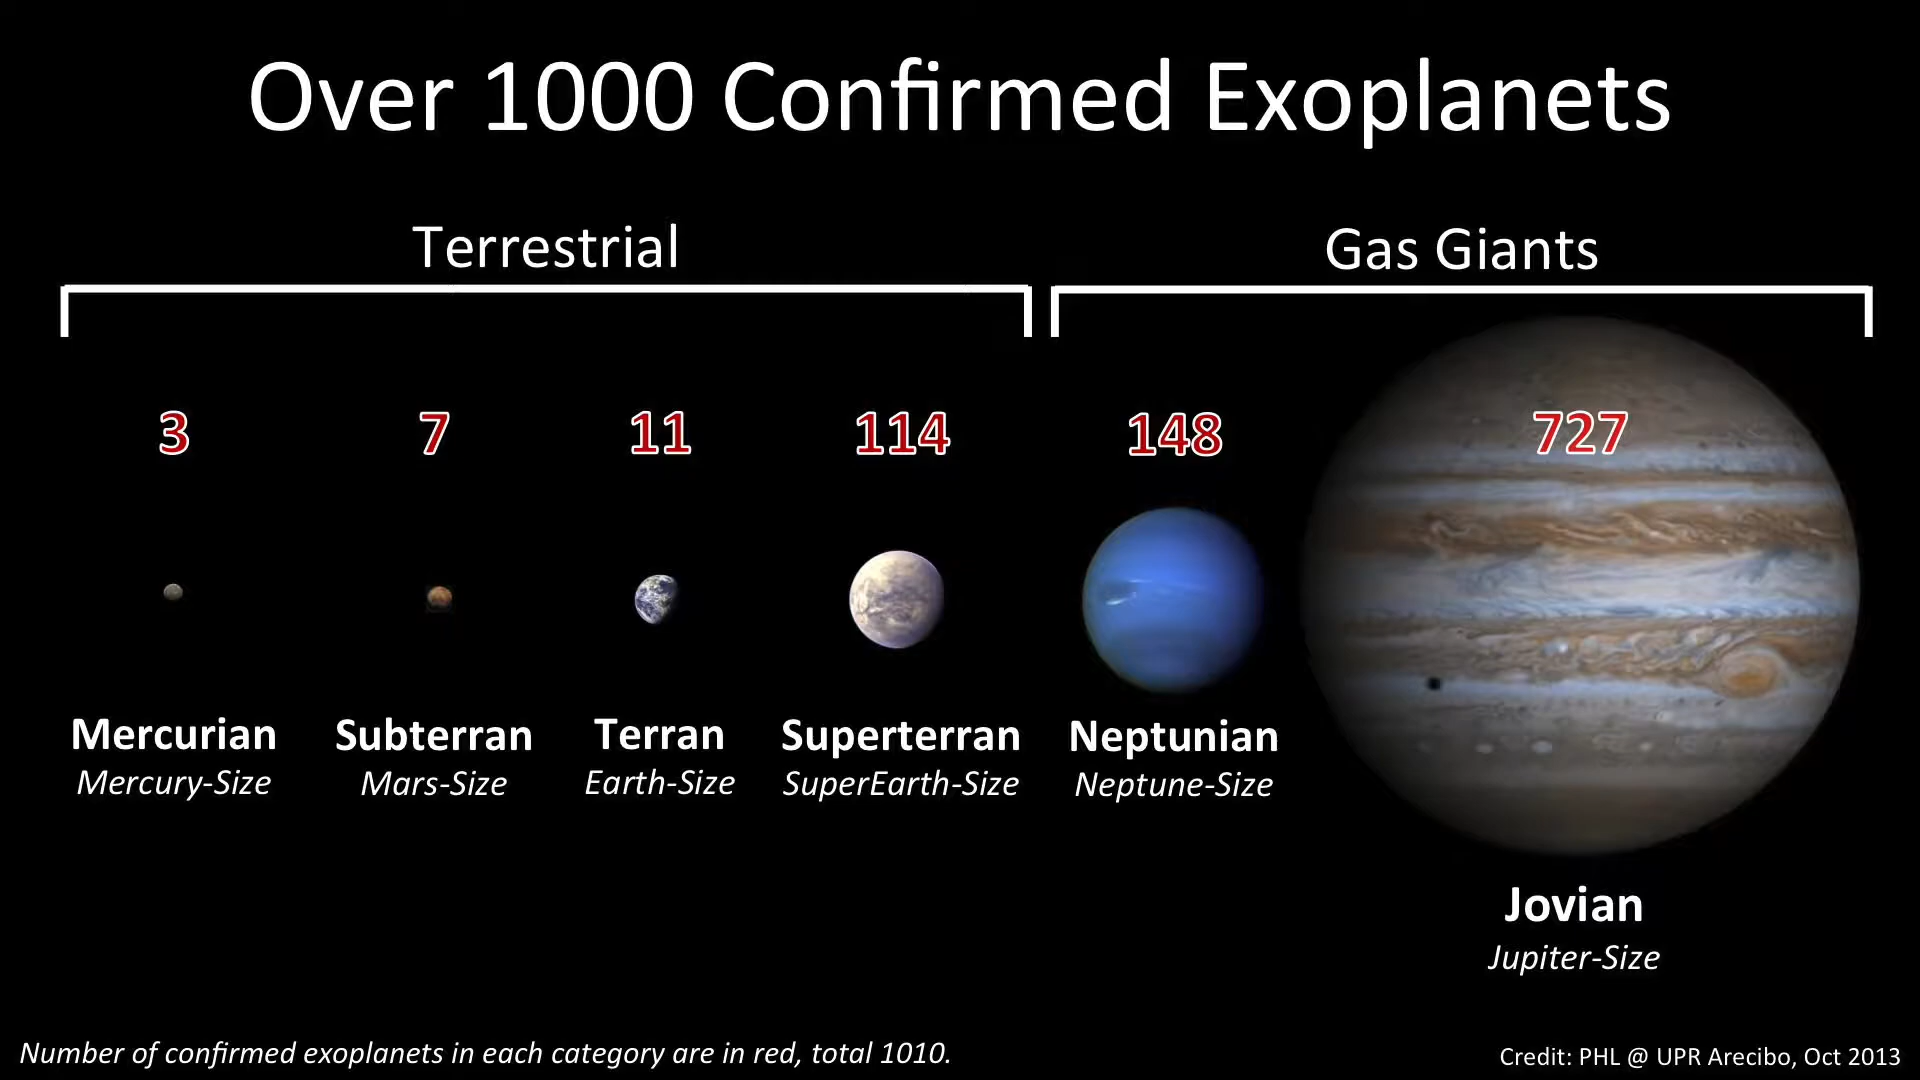 Over 1000 Confirmed Exoplanets
Terrestrial
Gas Giants
3
7
11
114
148
727
Mercurian
Mercury-Size
Subterran
Mars-Size
Terran
Earth-Size
Superterran
SuperEarth-Size
Neptunian
Neptune-Size
Jovian
Jupiter-Size
Number of confirmed exoplanets in each category are in red, total 1010.
Credit: PHL @ UPR Arecibo, Oct 2013